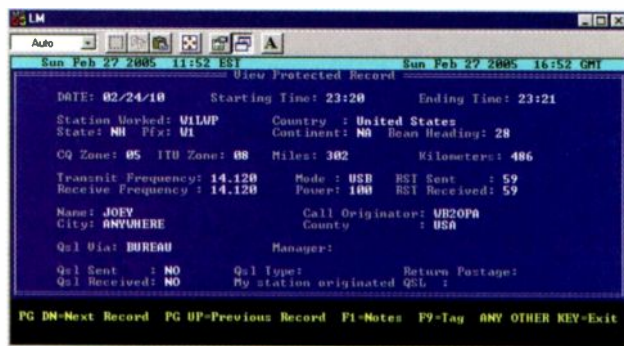 LM
Auto A
Sun Feb 27 2005 11:52 EST Sun Feb 27 2005 16:52 GMT
View Protected Record
DATE: 02/24/10 Starting Time: 23:20 Ending Time: 23:21
Station Worked: W1LWP Country : United States
State: NH Pfx: W1 Continent: NA Beam Heading: 28
CQ Zone: 05 ITU Zone: 08 Miles: 302 Kilometers: 486
Transmit Frequency: 14.120 Mode : USB RST Sent : 59
Receive Frequency : 14.120 Power: 100 RST Received: 59
Name: JOEY Call Originator: WB2OPA
City: ANYWHERE County : USA
Qsl Via: BUREAU Manager:
Qsl Sent : NO Qsl Type: Return Postage:
Qsl Received: NO My station originated QSL :
PG DN=Next Record PG UP=Previous Record F1=Notes F9=Tag ANY OTHER KEY=Exit